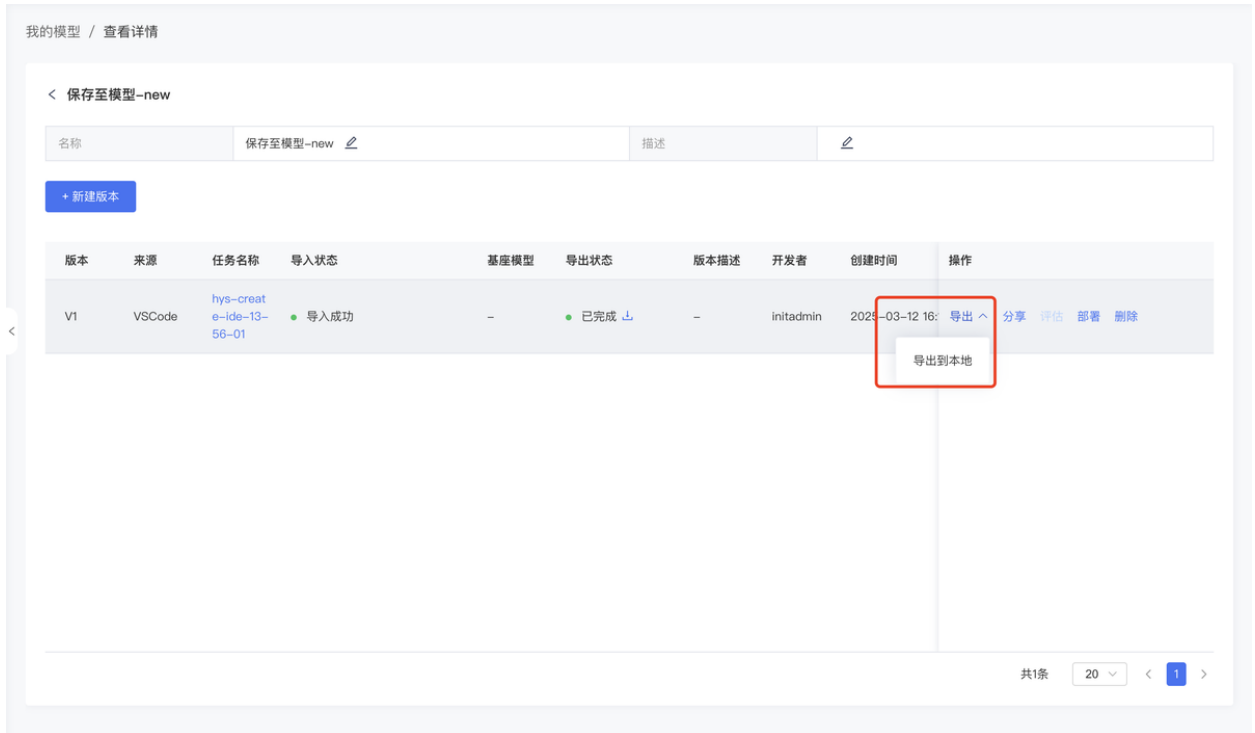 我的模型 / 查看详情
保存至模型-new
名称 保存至模型-new 描述
+ 新建版本
版本 来源 任务名称 导入状态 基座模型 导出状态 版本描述 开发者 创建时间 操作
V1 VSCode hys-creat
e-ide-13-
56-01 导入成功 - 已完成 - initadmin 2025-03-12 16: 导出 分享 评估 部署 删除
导出到本地
共1条 20 1